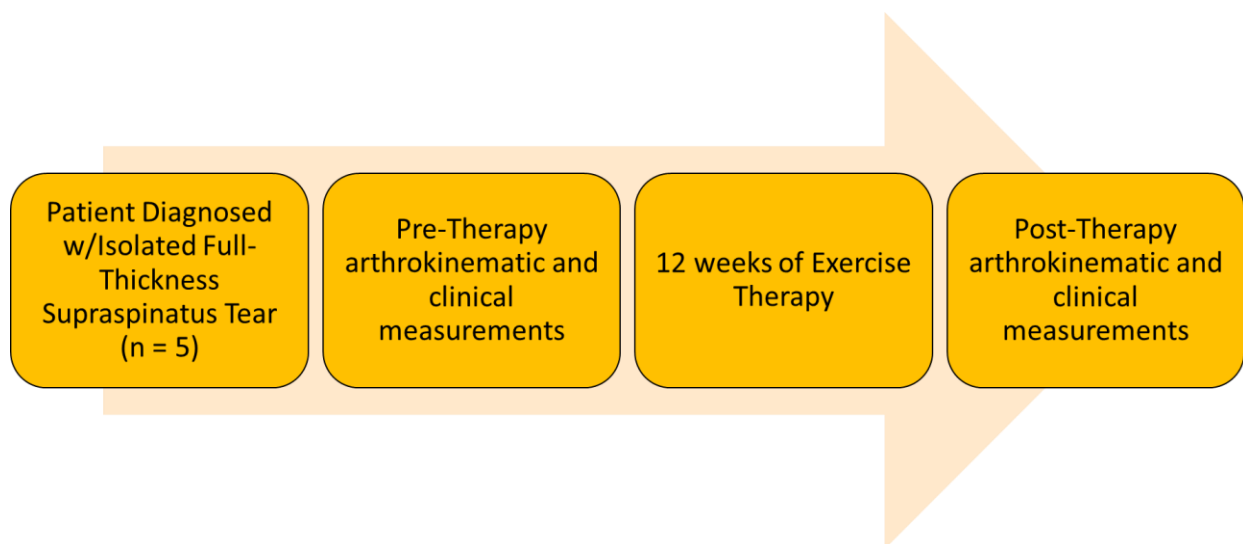 Patient Diagnosed
w/Isolated Full-
Thickness
Supraspinatus Tear
(n = 5)
Pre-Therapy
arthrokinematic and
clinical
measurements
12 weeks of Exercise
Therapy
Post-Therapy
arthrokinematic and
clinical
measurements